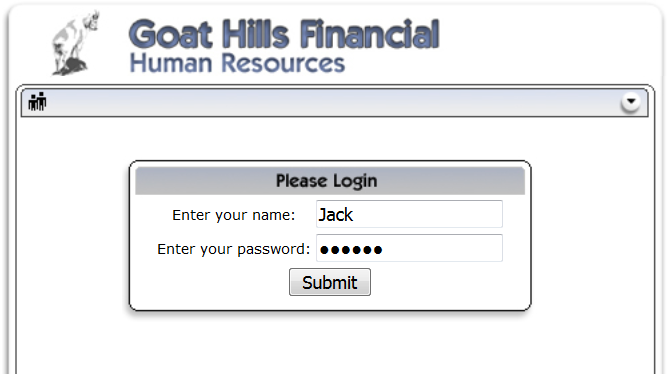 Goat Hills Financial
Human Resources
Please Login
Enter your name: Jack
Enter your password: ●●●●●●
Submit